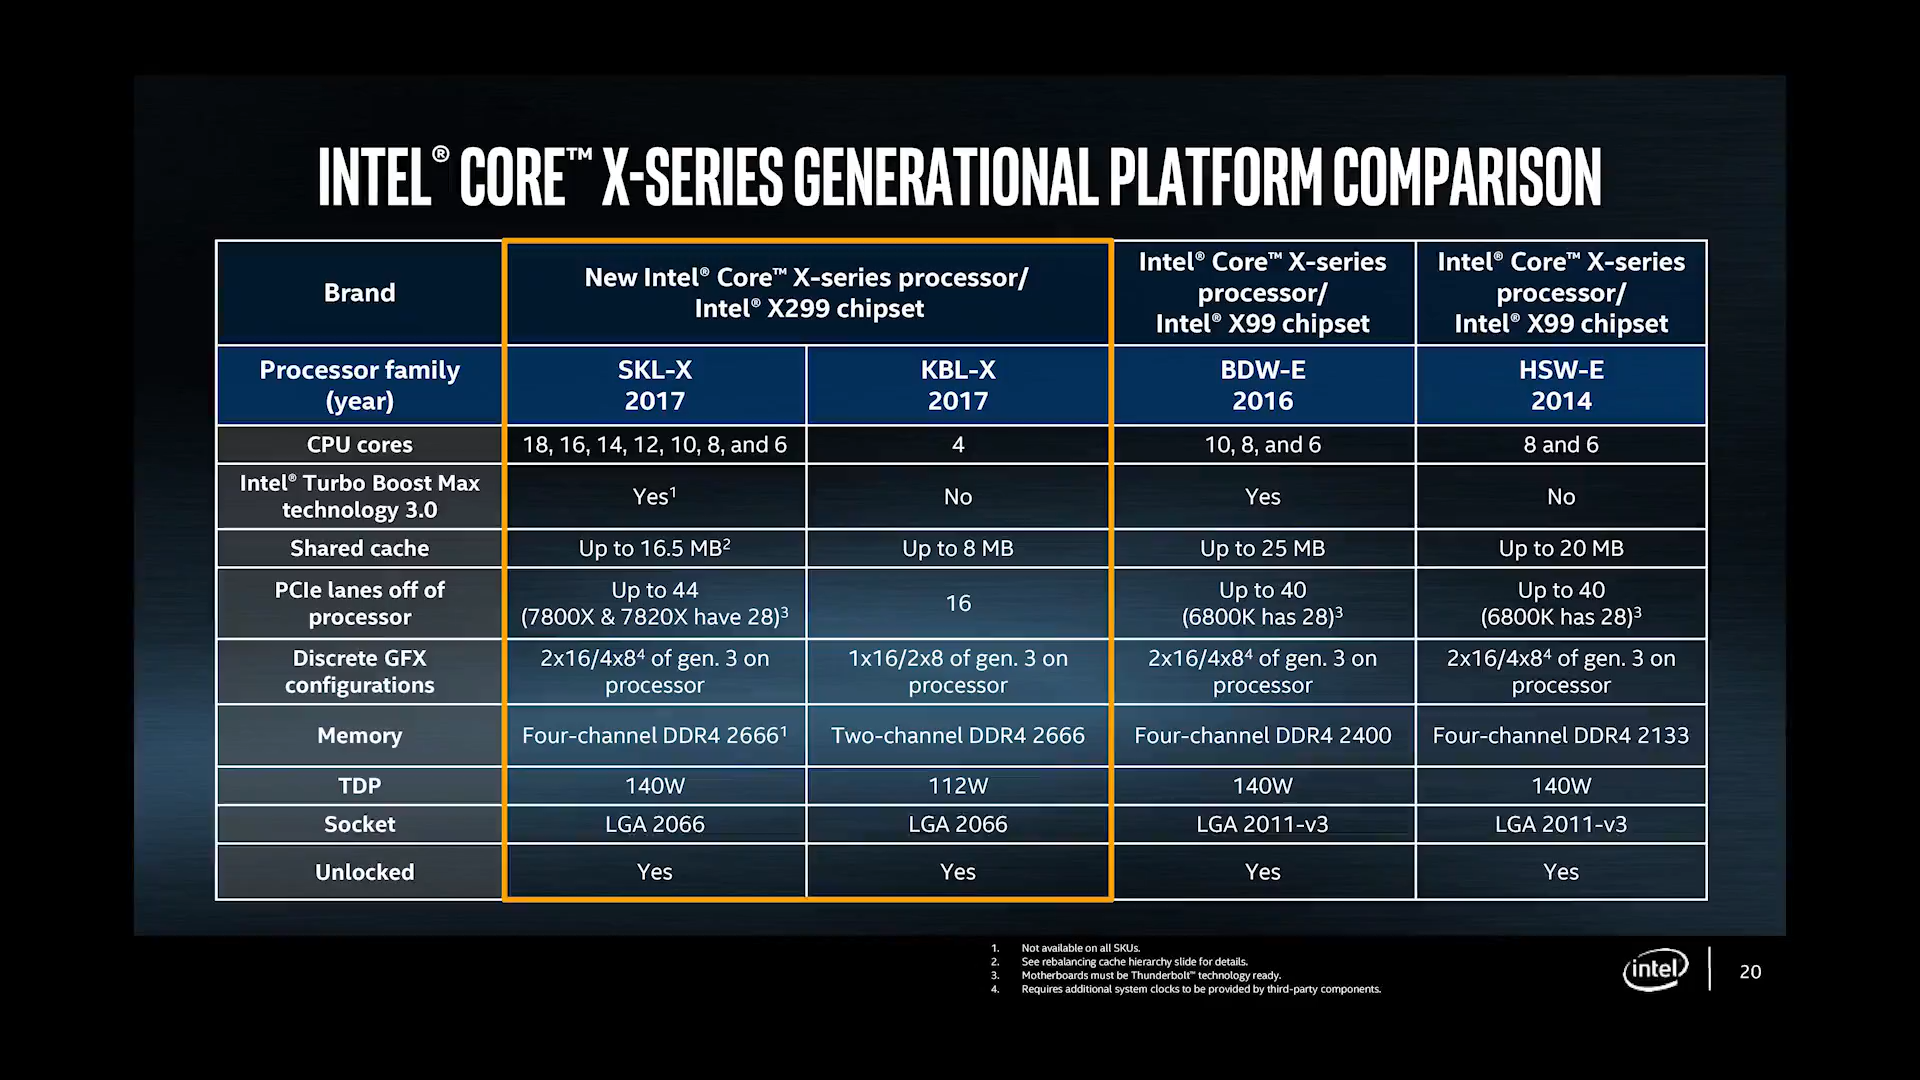 INTEL® CORE™ X-SERIES GENERATIONAL PLATFORM COMPARISON
Brand
New Intel® Core™ X-series processor/
Intel® X299 chipset
Intel® Core™ X-series
processor/
Intel® X99 chipset
Intel® Core™ X-series
processor/
Intel® X99 chipset
Processor family
(year)
SKL-X
2017
KBL-X
2017
BDW-E
2016
HSW-E
2014
CPU cores
18, 16, 14, 12, 10, 8, and 6
4
10, 8, and 6
8 and 6
Intel® Turbo Boost Max
technology 3.0
Yes¹
No
Yes
No
Shared cache
Up to 16.5 MB²
Up to 8 MB
Up to 25 MB
Up to 20 MB
PCIe lanes off of
processor
Up to 44
(7800X & 7820X have 28)³
16
Up to 40
(6800K has 28)³
Up to 40
(6800K has 28)³
Discrete GFX
configurations
2x16/4x8⁴ of gen. 3 on
processor
1x16/2x8 of gen. 3 on
processor
2x16/4x8⁴ of gen. 3 on
processor
2x16/4x8⁴ of gen. 3 on
processor
Memory
Four-channel DDR4 2666¹
Two-channel DDR4 2666
Four-channel DDR4 2400
Four-channel DDR4 2133
TDP
140W
112W
140W
140W
Socket
LGA 2066
LGA 2066
LGA 2011-v3
LGA 2011-v3
Unlocked
Yes
Yes
Yes
Yes
1. Not available on all SKUs.
2. See rebalancing cache hierarchy slide for details.
3. Motherboards must be Thunderbolt™ technology ready.
4. Requires additional system clocks to be provided by third-party components.
intel
20